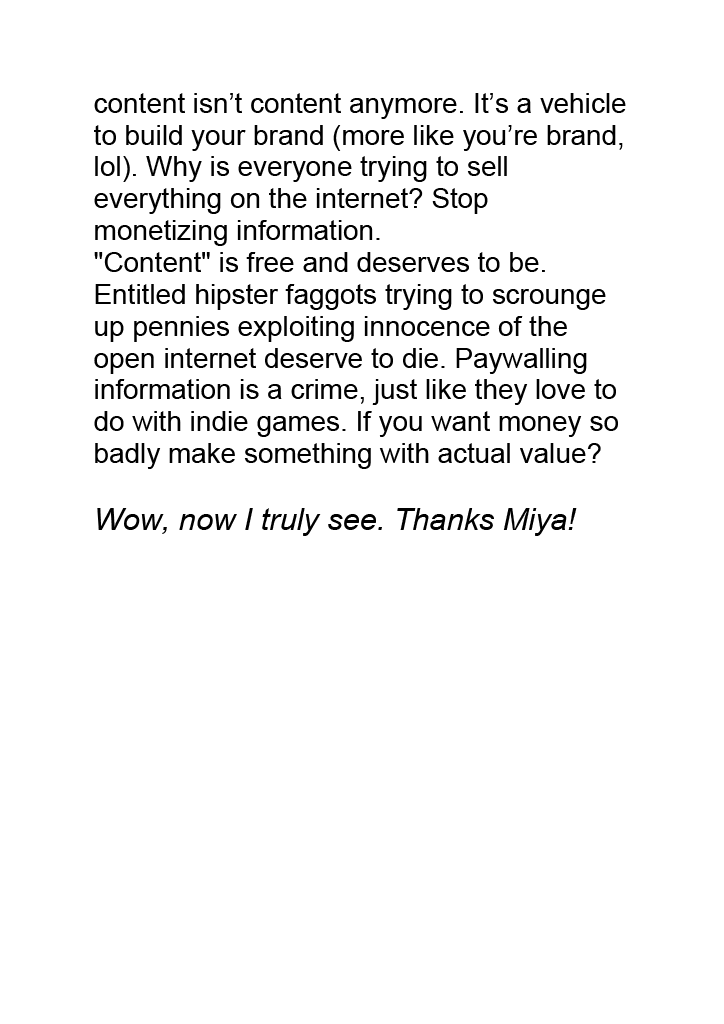 content isn’t content anymore. It’s a vehicle
to build your brand (more like you’re brand,
lol). Why is everyone trying to sell
everything on the internet? Stop
monetizing information.
"Content" is free and deserves to be.
Entitled hipster faggots trying to scrounge
up pennies exploiting innocence of the
open internet deserve to die. Paywalling
information is a crime, just like they love to
do with indie games. If you want money so
badly make something with actual value?
Wow, now I truly see. Thanks Miya!